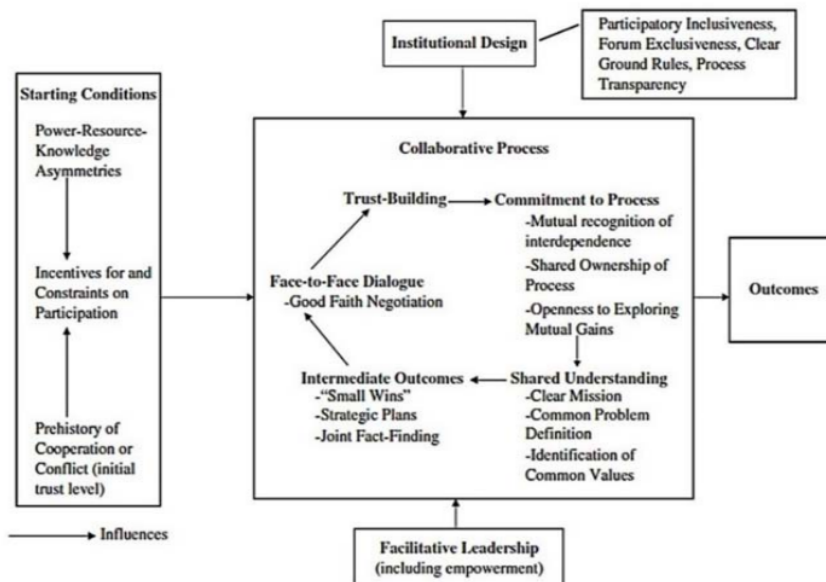 Institutional Design
Participatory Inclusiveness,
Forum Exclusiveness, Clear
Ground Rules, Process
Transparency
Starting Conditions
Power-Resource-
Knowledge
Asymmetries
Incentives for and
Constraints on
Participation
Prehistory of
Cooperation or
Conflict (initial
trust level)
Influences
Collaborative Process
Trust-Building
Commitment to Process
-Mutual recognition of
interdependence
-Shared Ownership of
Process
-Openness to Exploring
Mutual Gains
Face-to-Face Dialogue
-Good Faith Negotiation
Intermediate Outcomes
-“Small Wins”
-Strategic Plans
-Joint Fact-Finding
Shared Understanding
-Clear Mission
-Common Problem
Definition
-Identification of
Common Values
Outcomes
Facilitative Leadership
(including empowerment)